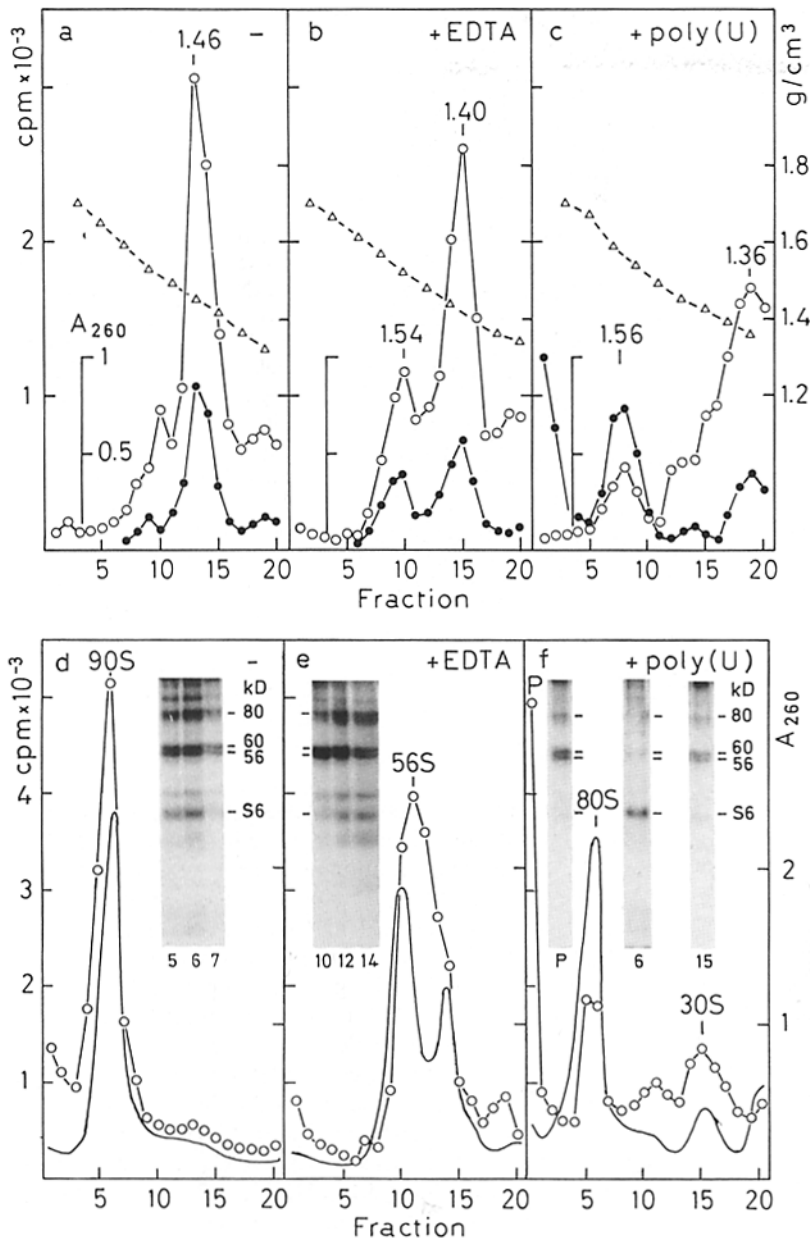 a 1.46 –
b + EDTA 1.40
c + poly(U)
cpm×10⁻³
g/cm³
2
1
A260
1
0.5
1.54
1.56
1.36
1.8
1.6
1.4
1.2
5 10 15 20
5 10 15 20
5 10 15 20
Fraction
d 90S –
e + EDTA
f + poly(U)
cpm×10⁻³
A260
kD
80
60
56
S6
5 6 7
56S
10 12 14
P
80S
kD
80
60
56
S6
P 6 15
30S
4
3
2
1
2
1
5 10 15
5 10 15
5 10 15 20
Fraction